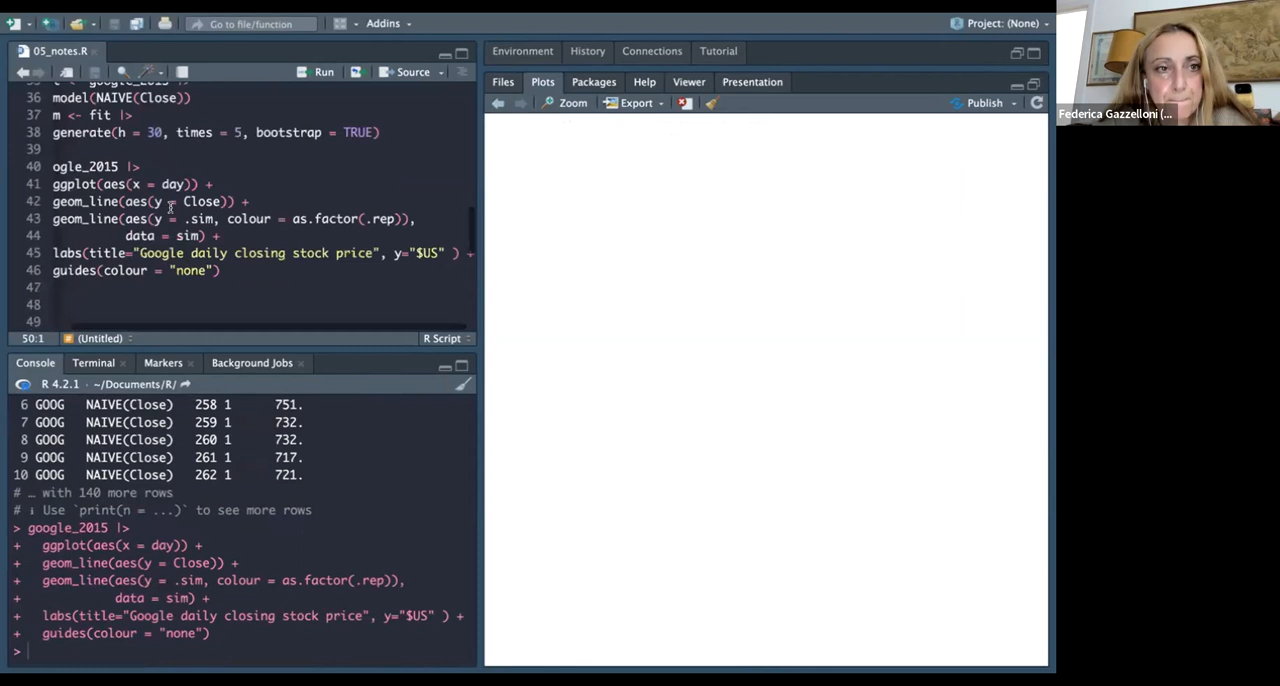 Go to file/function
Addins
Project: (None)
05_notes.R
Run
Source
36 model(NAIVE(Close))
37 m <- fit |>
38 generate(h = 30, times = 5, bootstrap = TRUE)
39
40 ogle_2015 |>
41 ggplot(aes(x = day)) +
42 geom_line(aes(y = Close)) +
43 geom_line(aes(y = .sim, colour = as.factor(.rep)),
44 data = sim) +
45 labs(title="Google daily closing stock price", y="$US" ) +
46 guides(colour = "none")
47
48
49
50:1 (Untitled) R Script
Console Terminal Markers Background Jobs
R 4.2.1 · ~/Documents/R/
6 GOOG NAIVE(Close) 258 1 751.
7 GOOG NAIVE(Close) 259 1 732.
8 GOOG NAIVE(Close) 260 1 732.
9 GOOG NAIVE(Close) 261 1 717.
10 GOOG NAIVE(Close) 262 1 721.
# … with 140 more rows
# ℹ Use `print(n = ...)` to see more rows
> google_2015 |>
+ ggplot(aes(x = day)) +
+ geom_line(aes(y = Close)) +
+ geom_line(aes(y = .sim, colour = as.factor(.rep)),
+ data = sim) +
+ labs(title="Google daily closing stock price", y="$US" ) +
+ guides(colour = "none")
>
Environment History Connections Tutorial
Files Plots Packages Help Viewer Presentation
Zoom Export Publish
Federica Gazzelloni (...